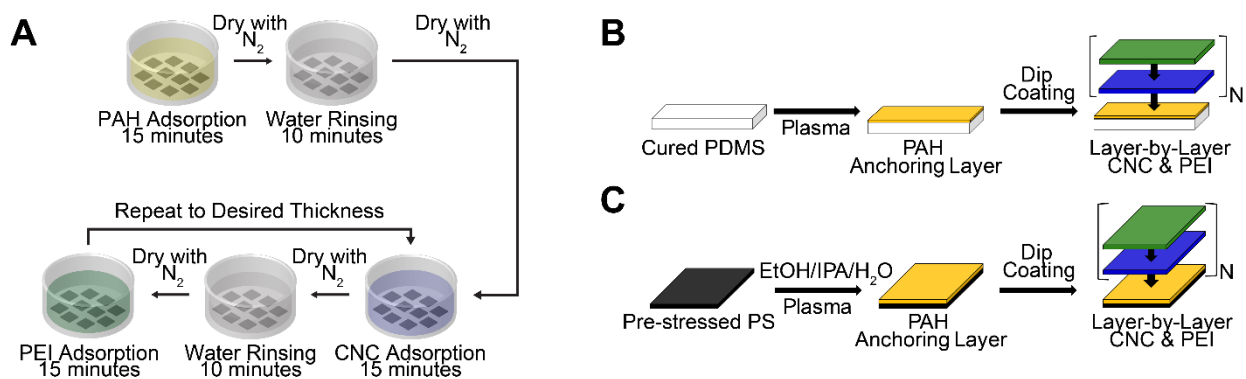 A
Dry with
N2
Dry with
N2
PAH Adsorption
15 minutes
Water Rinsing
10 minutes
Repeat to Desired Thickness
Dry with
N2
Dry with
N2
PEI Adsorption
15 minutes
Water Rinsing
10 minutes
CNC Adsorption
15 minutes
B
Cured PDMS
Plasma
PAH
Anchoring Layer
Dip
Coating
N
Layer-by-Layer
CNC & PEI
C
Pre-stressed PS
EtOH/IPA/H2O
Plasma
PAH
Anchoring Layer
Dip
Coating
N
Layer-by-Layer
CNC & PEI